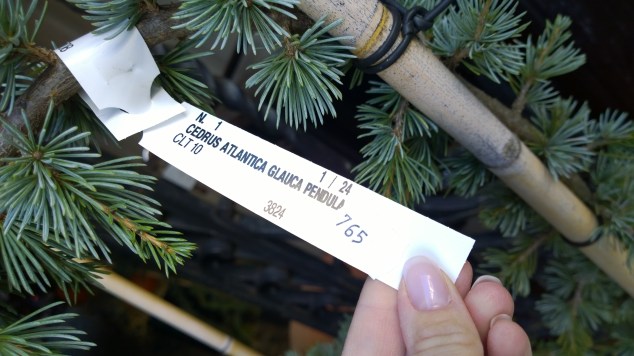 N. 1
CEDRUS ATLANTICA GLAUCA PENDULA
1 / 24
CLT 10
3824
765